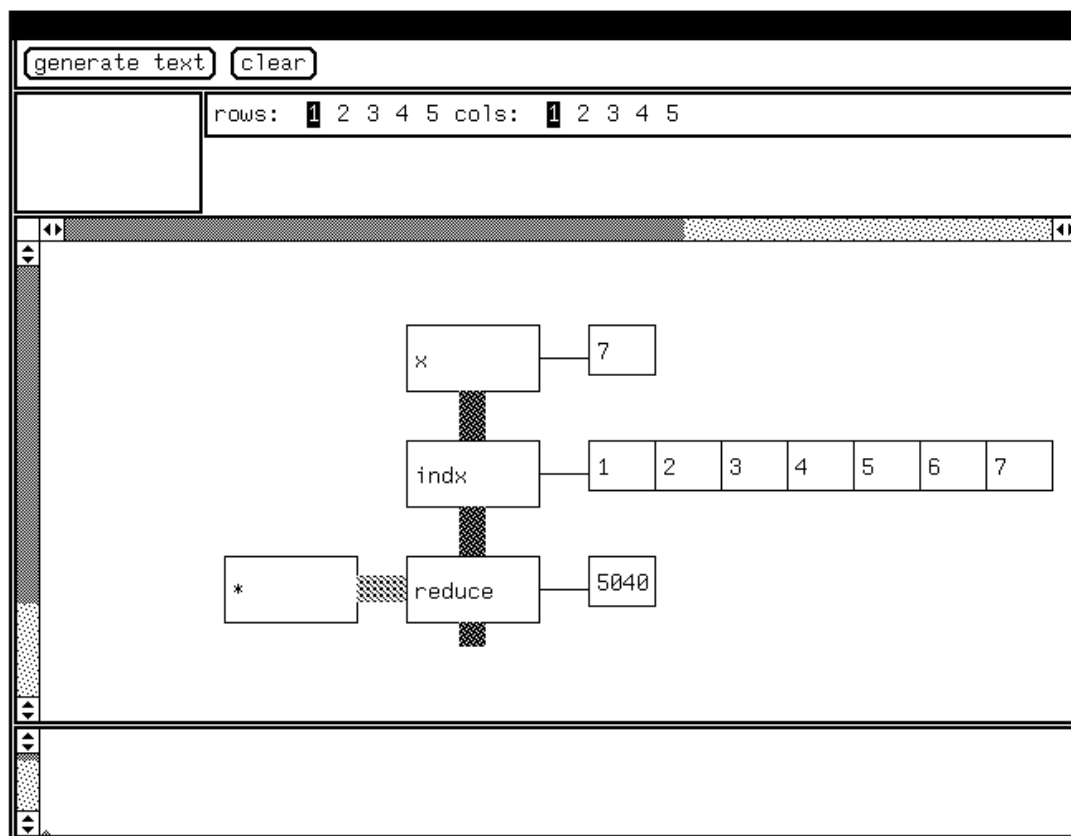 generate text clear
rows: 1 2 3 4 5 cols: 1 2 3 4 5
x 7
indx 1 2 3 4 5 6 7
* reduce 5040